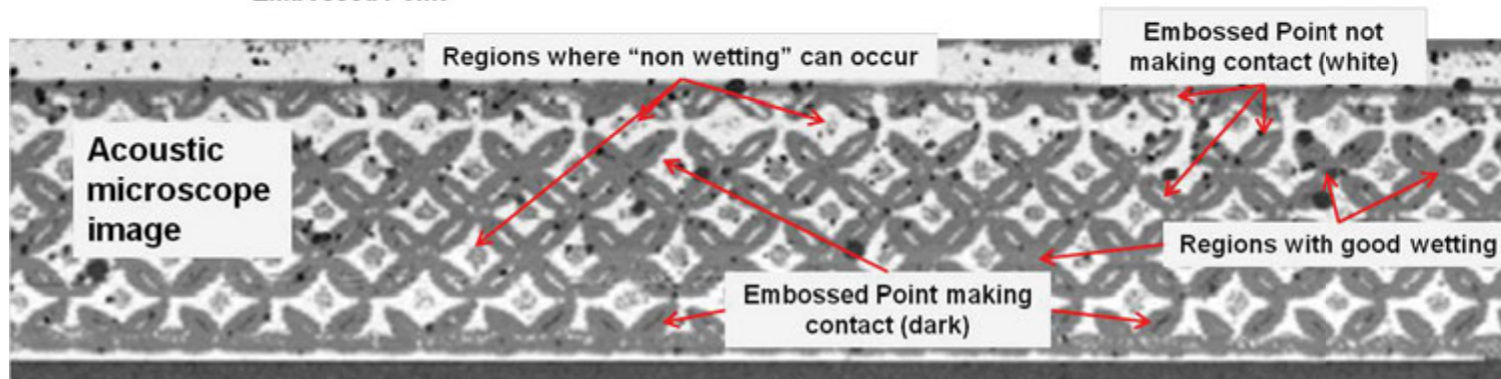 Regions where “non wetting” can occur
Embossed Point not
making contact (white)
Acoustic
microscope
image
Regions with good wetting
Embossed Point making
contact (dark)